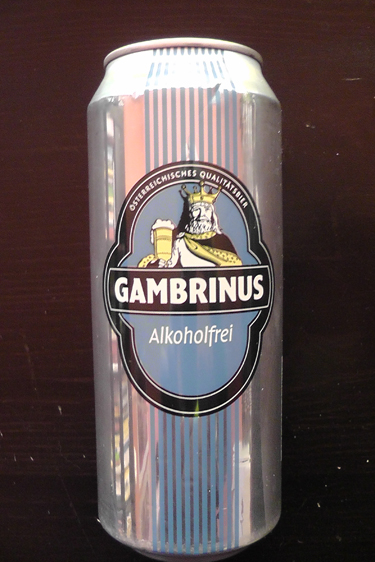 ÖSTERREICHISCHES QUALITÄTSBIER
GAMBRINUS
Alkoholfrei